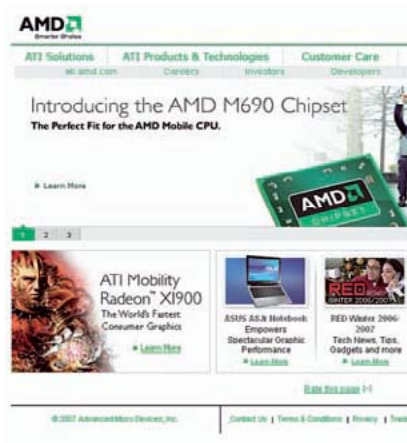 AMD
Smarter Choice
ATI Solutions ATI Products & Technologies Customer Care
ati.amd.com Careers Investors Developers
Introducing the AMD M690 Chipset
The Perfect Fit for the AMD Mobile CPU.
Learn More
AMD
CHIPSET
1 2 3
ATI Mobility
Radeon™ X1900
The World's Fastest
Consumer Graphics
Learn More
ASUS A8Jr Notebook
Empowers
Spectacular Graphic
Performance
Learn More
RED
WINTER 2006/2007
RED Winter 2006-
2007
Tech News, Tips,
Gadgets and more
Learn More
Rate this page [+]
©2007 Advanced Micro Devices, Inc. Contact Us | Terms & Conditions | Privacy | Trade